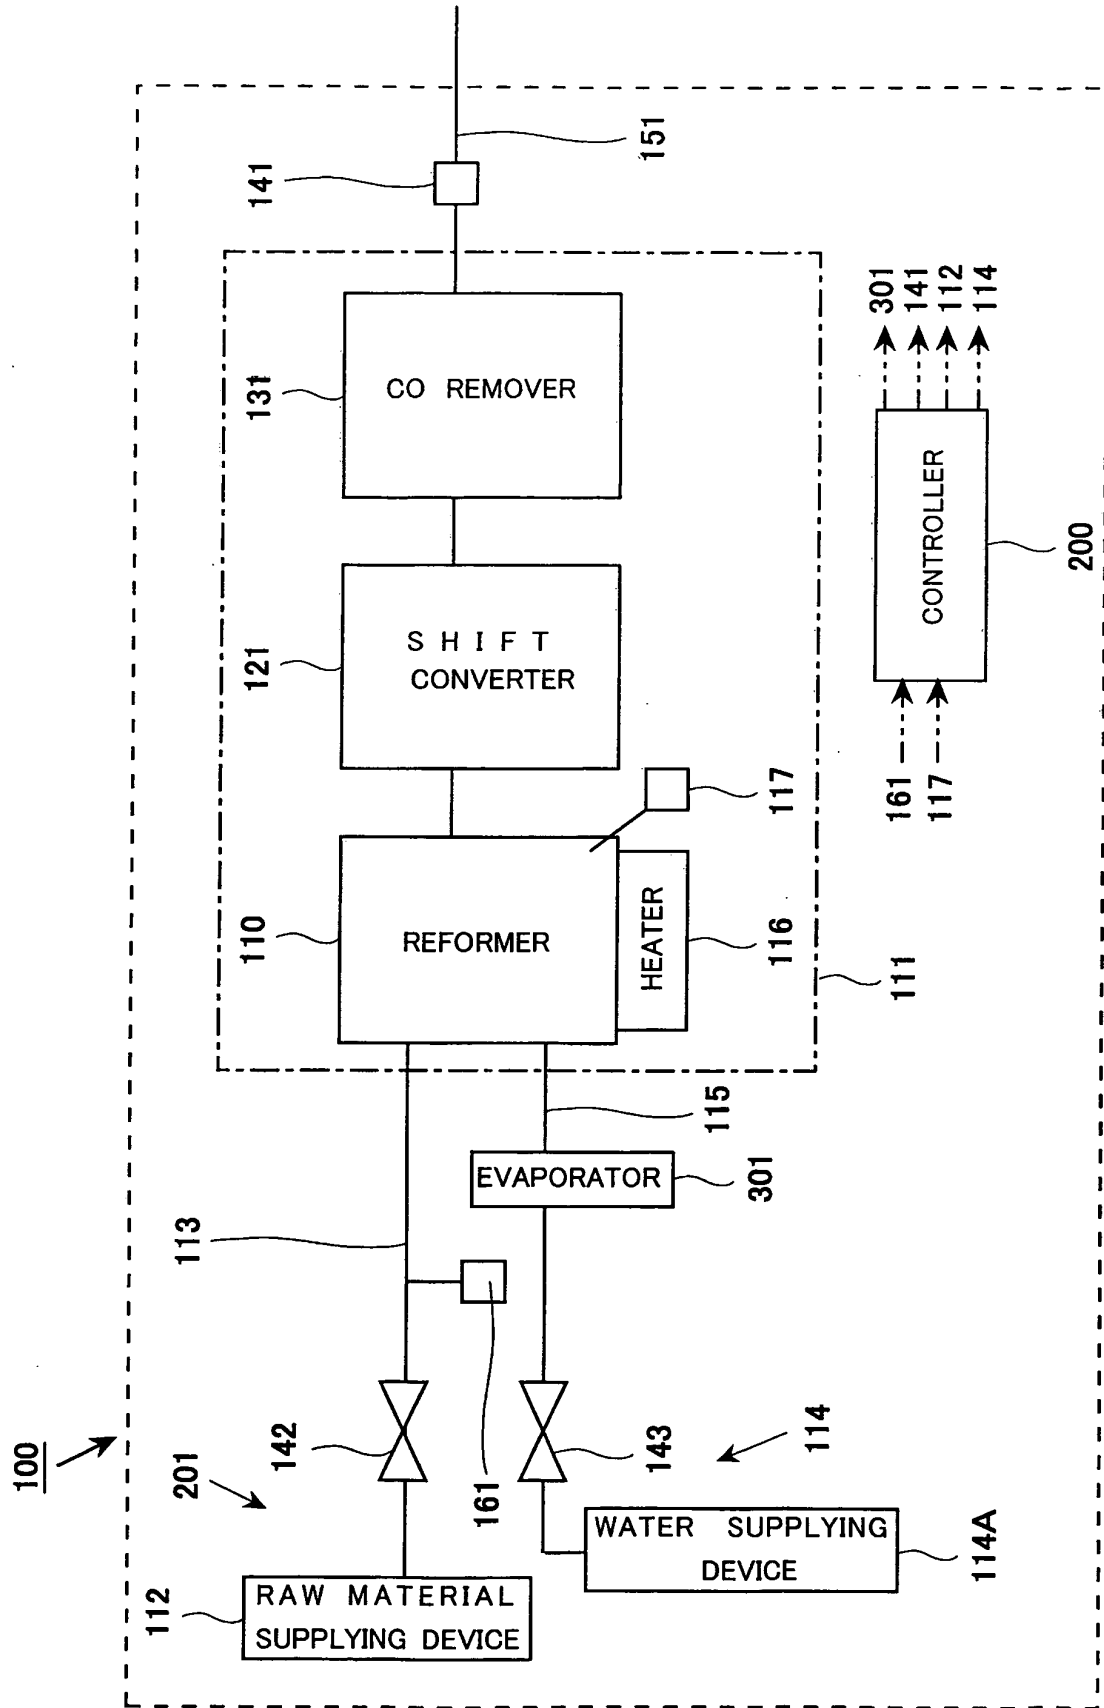 100
201
112
RAW MATERIAL
SUPPLYING DEVICE
142
161
113
143
114
WATER SUPPLYING
DEVICE
114A
EVAPORATOR
301
115
110
REFORMER
HEATER
116
117
111
121
SHIFT
CONVERTER
131
CO REMOVER
141
151
161
117
CONTROLLER
200
301
141
112
114